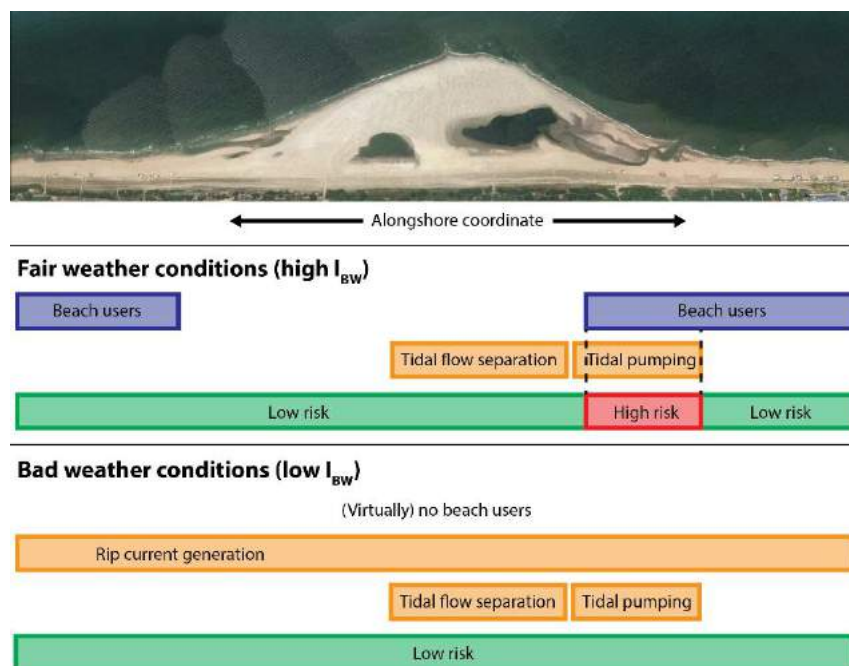 Alongshore coordinate
Fair weather conditions (high I_BW)
Beach users
Beach users
Tidal flow separation
Tidal pumping
Low risk
High risk
Low risk
Bad weather conditions (low I_BW)
(Virtually) no beach users
Rip current generation
Tidal flow separation
Tidal pumping
Low risk